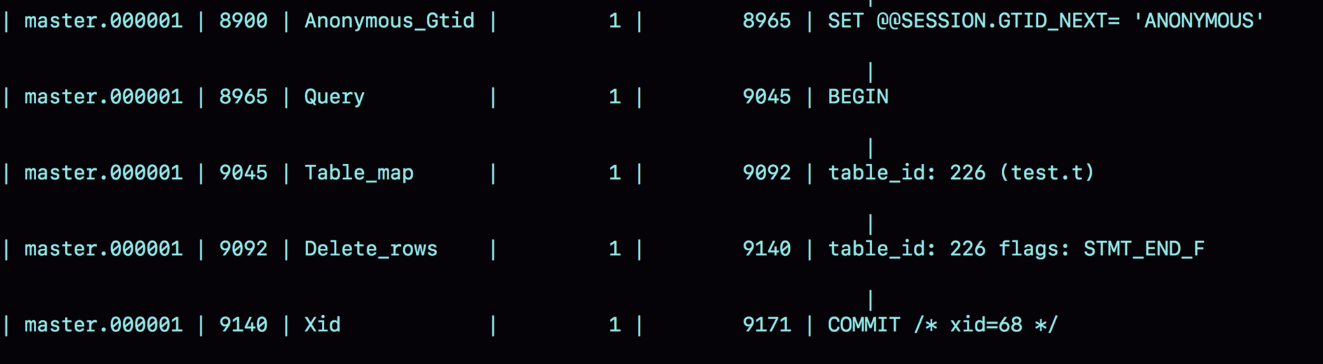 | master.000001 | 8900 | Anonymous_Gtid |         1 |        8965 | SET @@SESSION.GTID_NEXT= 'ANONYMOUS'
|
| master.000001 | 8965 | Query          |         1 |        9045 | BEGIN
|
| master.000001 | 9045 | Table_map      |         1 |        9092 | table_id: 226 (test.t)
|
| master.000001 | 9092 | Delete_rows    |         1 |        9140 | table_id: 226 flags: STMT_END_F
|
| master.000001 | 9140 | Xid            |         1 |        9171 | COMMIT /* xid=68 */